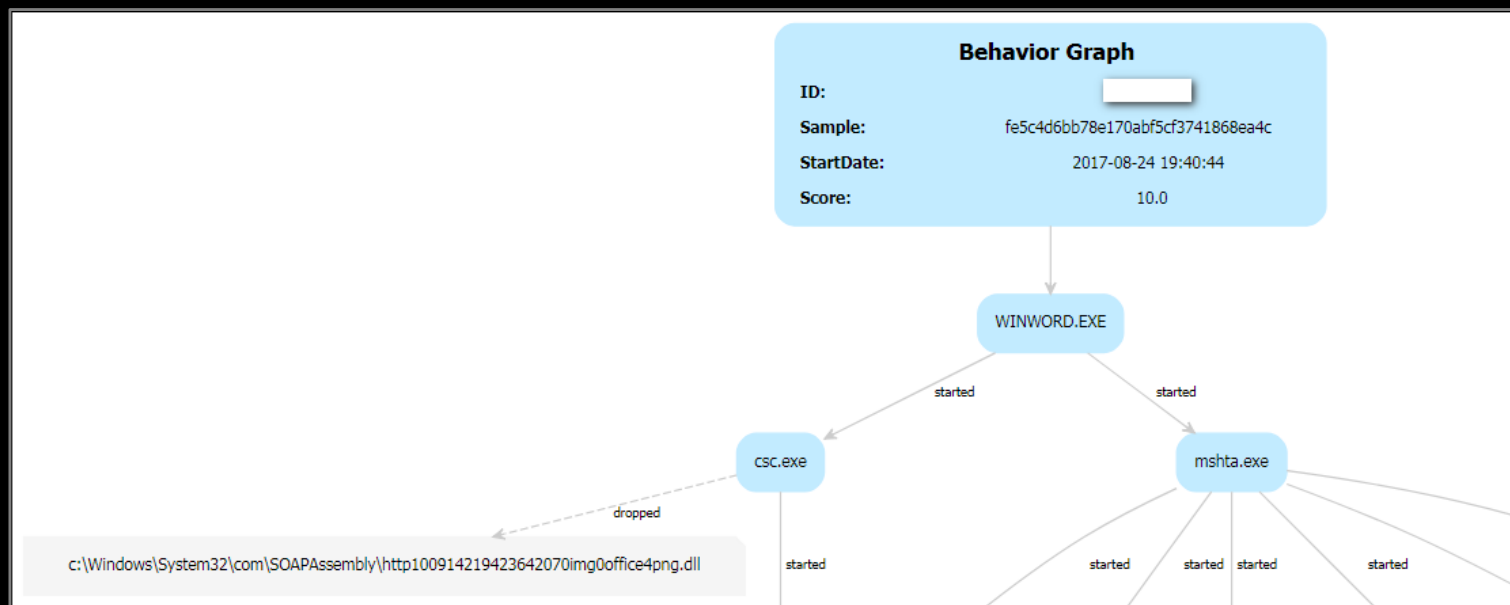 Behavior Graph
ID:
Sample: fe5c4d6bb78e170abf5cf3741868ea4c
StartDate: 2017-08-24 19:40:44
Score: 10.0
WINWORD.EXE
started started
csc.exe mshta.exe
dropped
c:\Windows\System32\com\SOAPAssembly\http100914219423642070img0office4png.dll
started started started started started